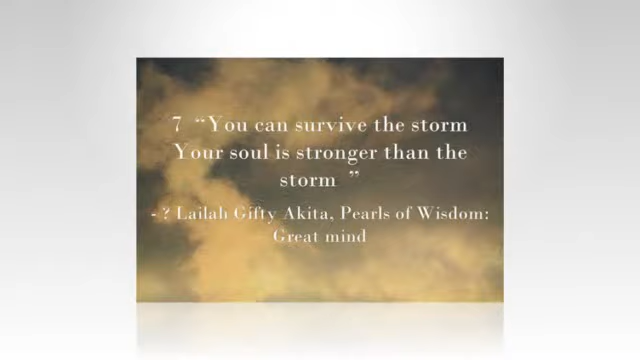 7 “You can survive the storm
Your soul is stronger than the
storm ”
- ? Lailah Gifty Akita, Pearls of Wisdom:
Great mind